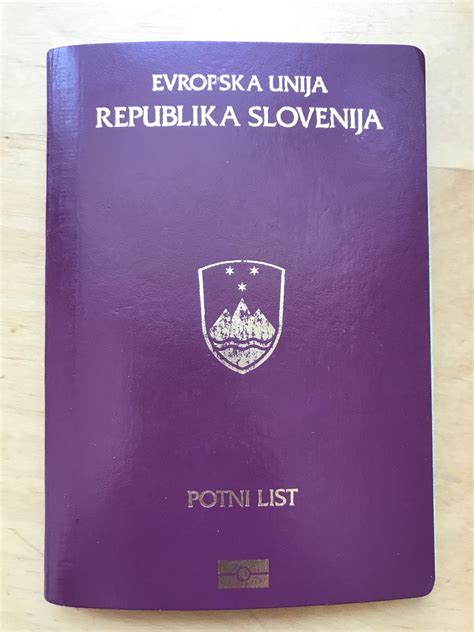 EVROPSKA UNIJA
REPUBLIKA SLOVENIJA
POTNI LIST